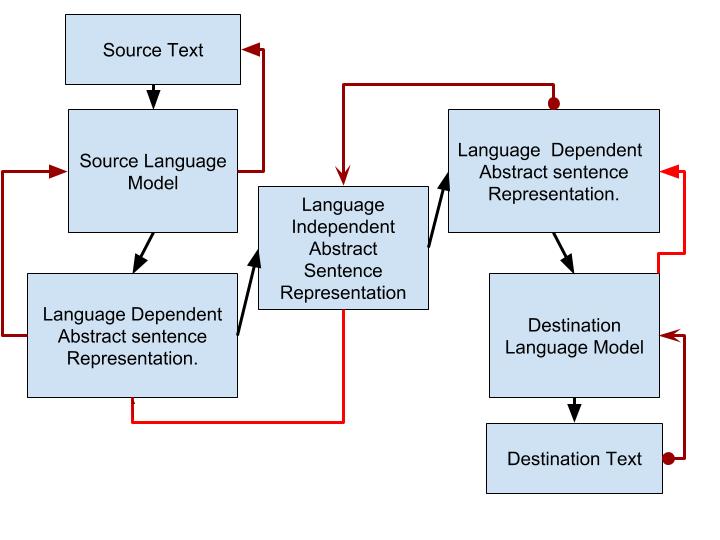 Source Text
Source Language
Model
Language Dependent
Abstract sentence
Representation.
Language
Independent
Abstract
Sentence
Representation
Language  Dependent
Abstract sentence
Representation.
Destination
Language Model
Destination Text